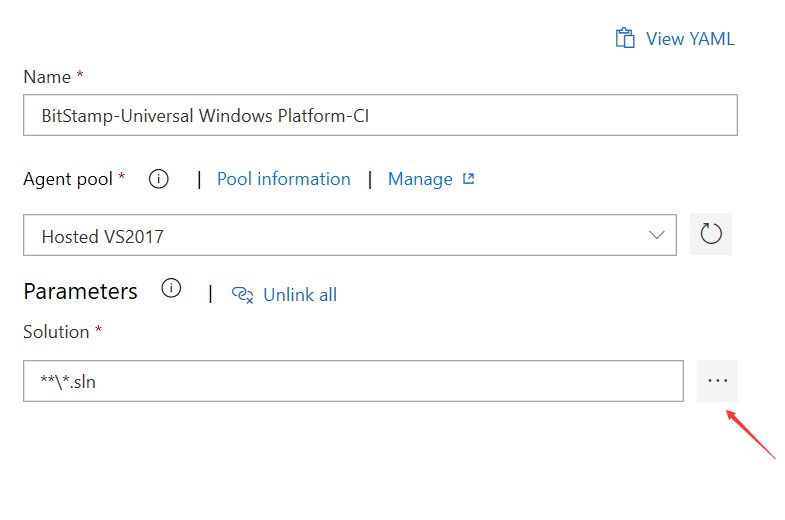 View YAML
Name *
BitStamp-Universal Windows Platform-CI
Agent pool * | Pool information | Manage
Hosted VS2017
Parameters | Unlink all
Solution *
**\*.sln